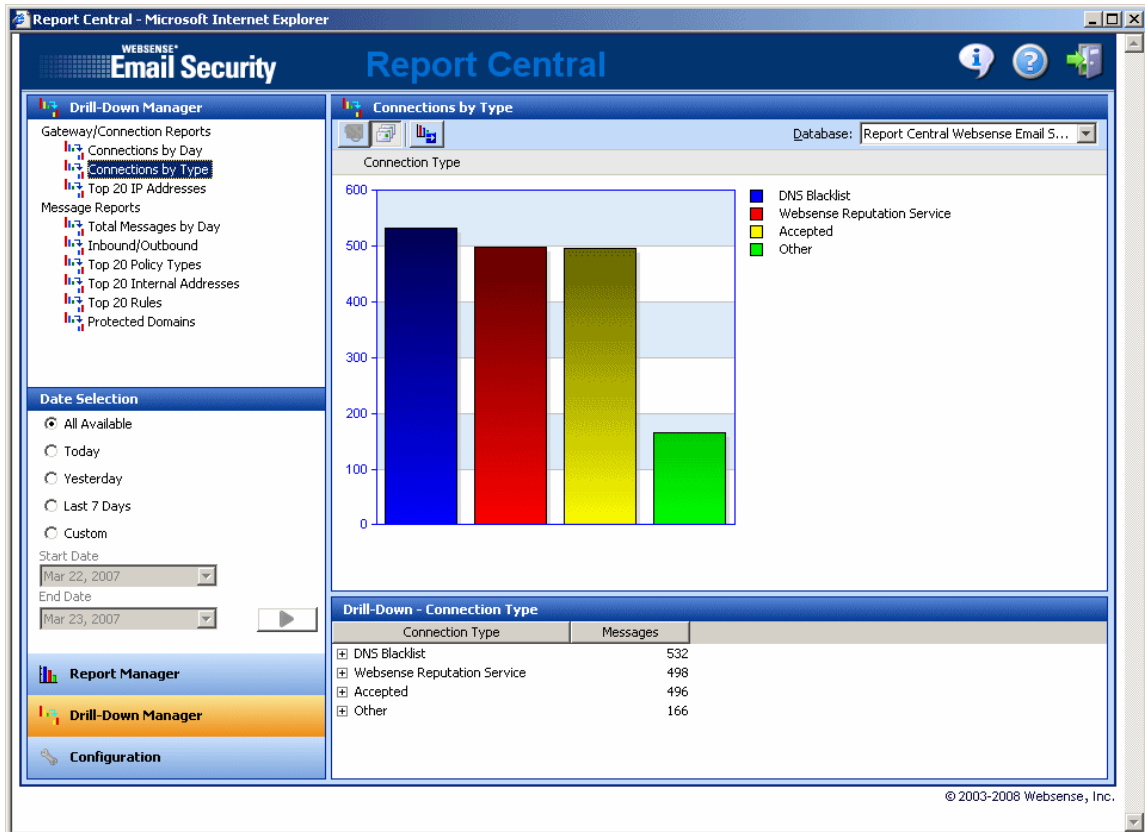 Report Central - Microsoft Internet Explorer
WEBSENSE®
Email Security
Report Central
Drill-Down Manager
Gateway/Connection Reports
Connections by Day
Connections by Type
Top 20 IP Addresses
Message Reports
Total Messages by Day
Inbound/Outbound
Top 20 Policy Types
Top 20 Internal Addresses
Top 20 Rules
Protected Domains
Date Selection
All Available
Today
Yesterday
Last 7 Days
Custom
Start Date
Mar 22, 2007
End Date
Mar 23, 2007
Report Manager
Drill-Down Manager
Configuration
Connections by Type
Database: Report Central Websense Email S...
Connection Type
600
500
400
300
200
100
0
DNS Blacklist
Websense Reputation Service
Accepted
Other
Drill-Down - Connection Type
Connection Type Messages
DNS Blacklist 532
Websense Reputation Service 498
Accepted 496
Other 166
© 2003-2008 Websense, Inc.